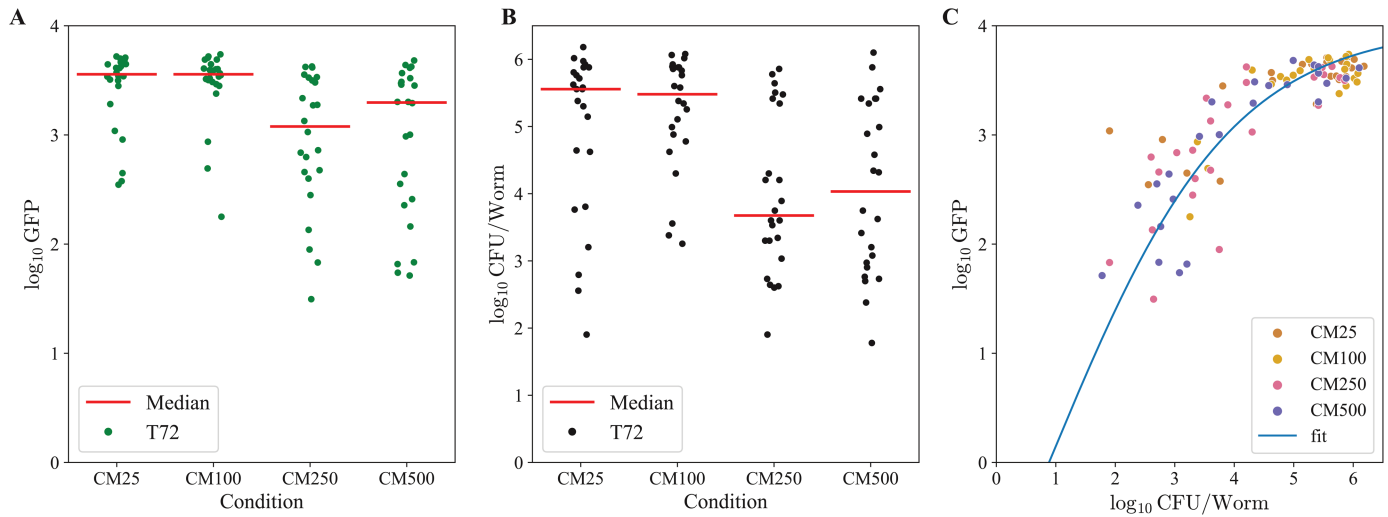 A
log₁₀ GFP
4
3
2
1
0
Median
T72
CM25 CM100 CM250 CM500
Condition
B
log₁₀ CFU/Worm
6
5
4
3
2
1
0
Median
T72
CM25 CM100 CM250 CM500
Condition
C
log₁₀ GFP
4
3
2
1
0
CM25
CM100
CM250
CM500
fit
0 1 2 3 4 5 6
log₁₀ CFU/Worm